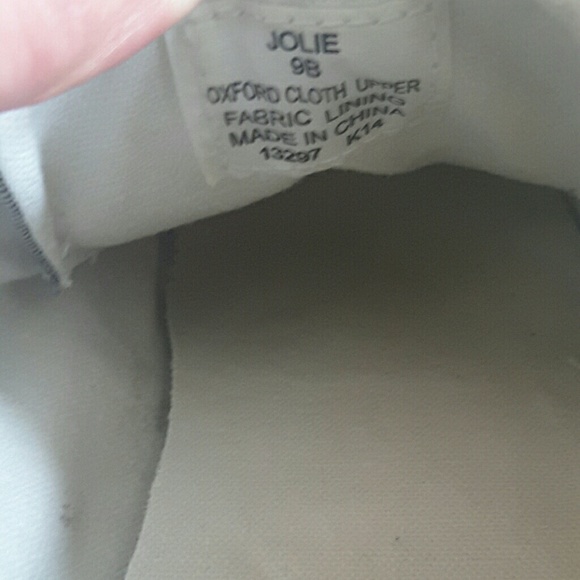 JOLIE
9B
OXFORD CLOTH UPPER
FABRIC LINING
MADE IN CHINA
13297 K14